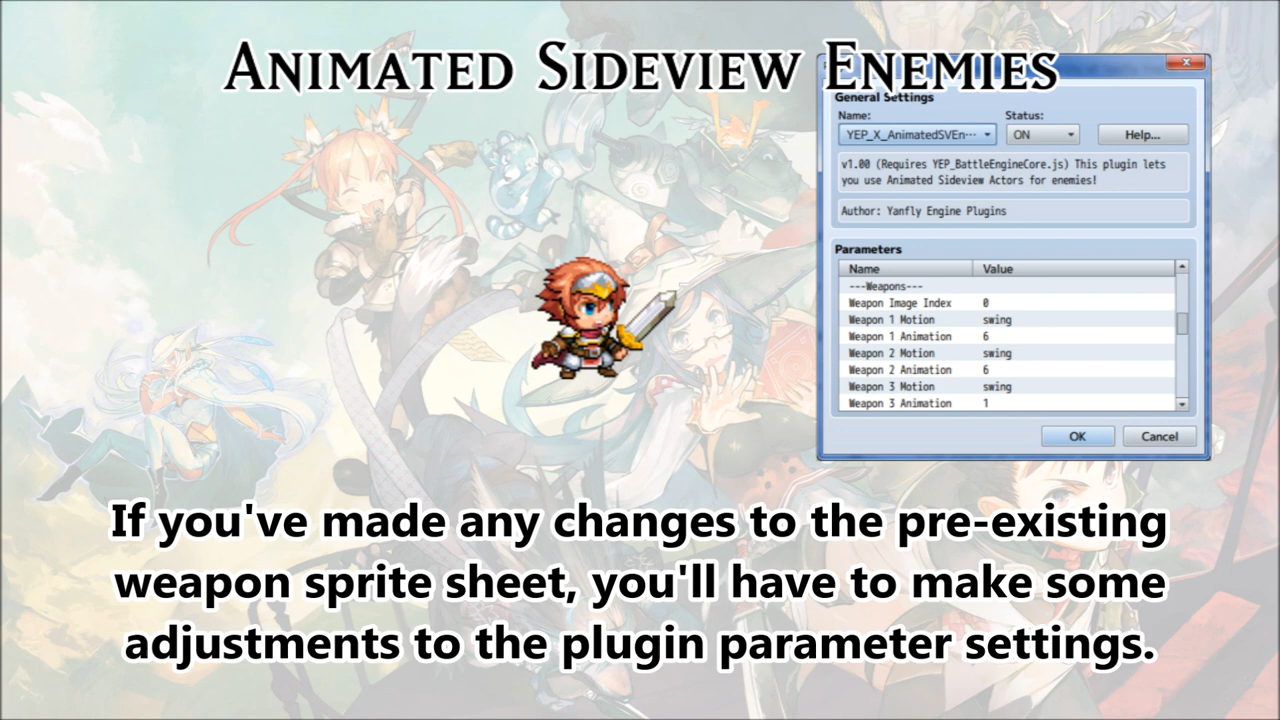 Animated Sideview Enemies
General Settings
Name:
Status:
YEP_X_AnimatedSVEn···
ON
Help...
v1.00 (Requires YEP_BattleEngineCore.js) This plugin lets
you use Animated Sideview Actors for enemies!
Author: Yanfly Engine Plugins
Parameters
Name Value
---Weapons---
Weapon Image Index 0
Weapon 1 Motion swing
Weapon 1 Animation 6
Weapon 2 Motion swing
Weapon 2 Animation 6
Weapon 3 Motion swing
Weapon 3 Animation 1
OK
Cancel
If you've made any changes to the pre-existing
weapon sprite sheet, you'll have to make some
adjustments to the plugin parameter settings.